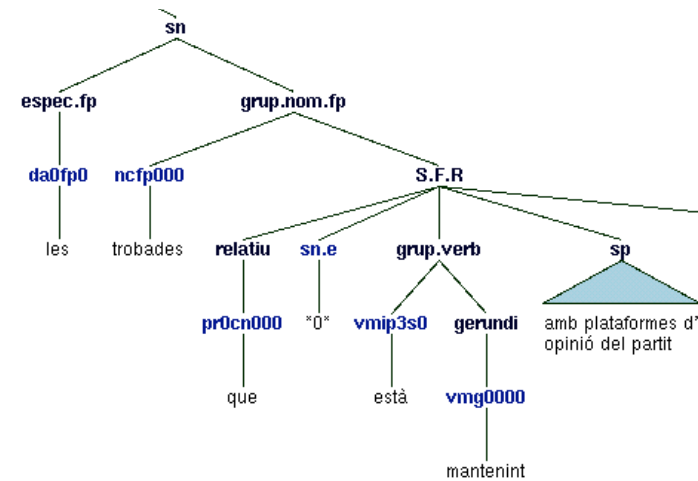 sn
espec.fp grup.nom.fp
da0fp0 ncfp000 S.F.R
les trobades relatiu sn.e grup.verb sp
pr0cn000 *0* vmip3s0 gerundi amb plataformes d'
opinió del partit
que està vmg0000
mantenint